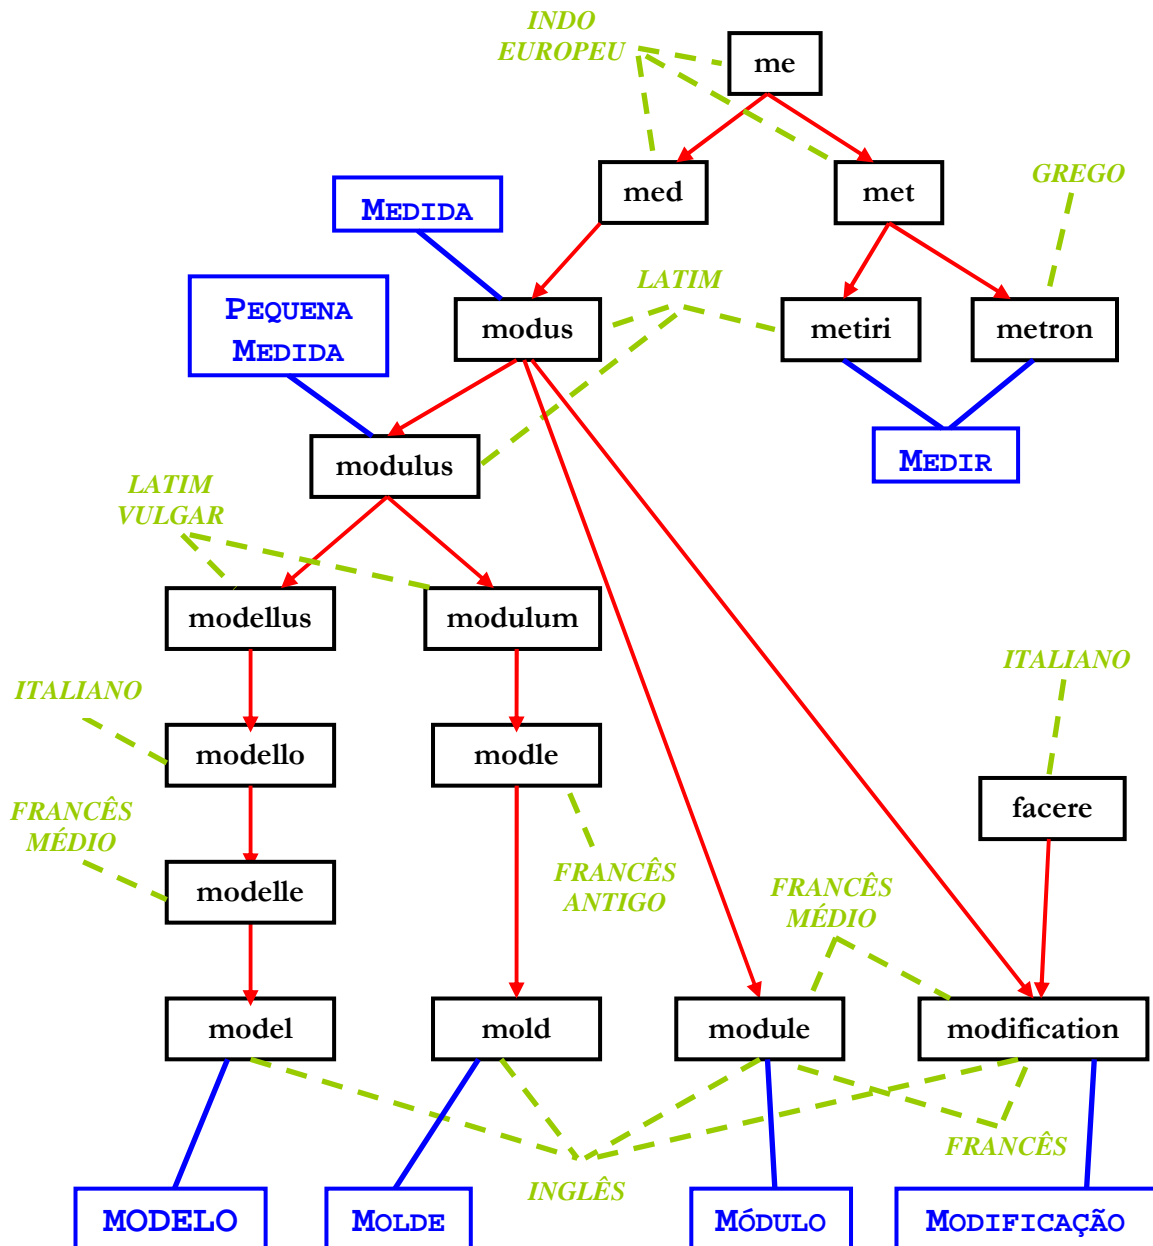 INDO
EUROPEU
me
med
met
GREGO
MEDIDA
LATIM
PEQUENA
MEDIDA
modus
metiri
metron
modulus
MEDIR
LATIM
VULGAR
modellus
modulum
ITALIANO
ITALIANO
modello
modle
facere
FRANCÊS
MÉDIO
modelle
FRANCÊS
ANTIGO
FRANCÊS
MÉDIO
model
mold
module
modification
FRANCÊS
INGLÊS
MODELO
MOLDE
MÓDULO
MODIFICAÇÃO